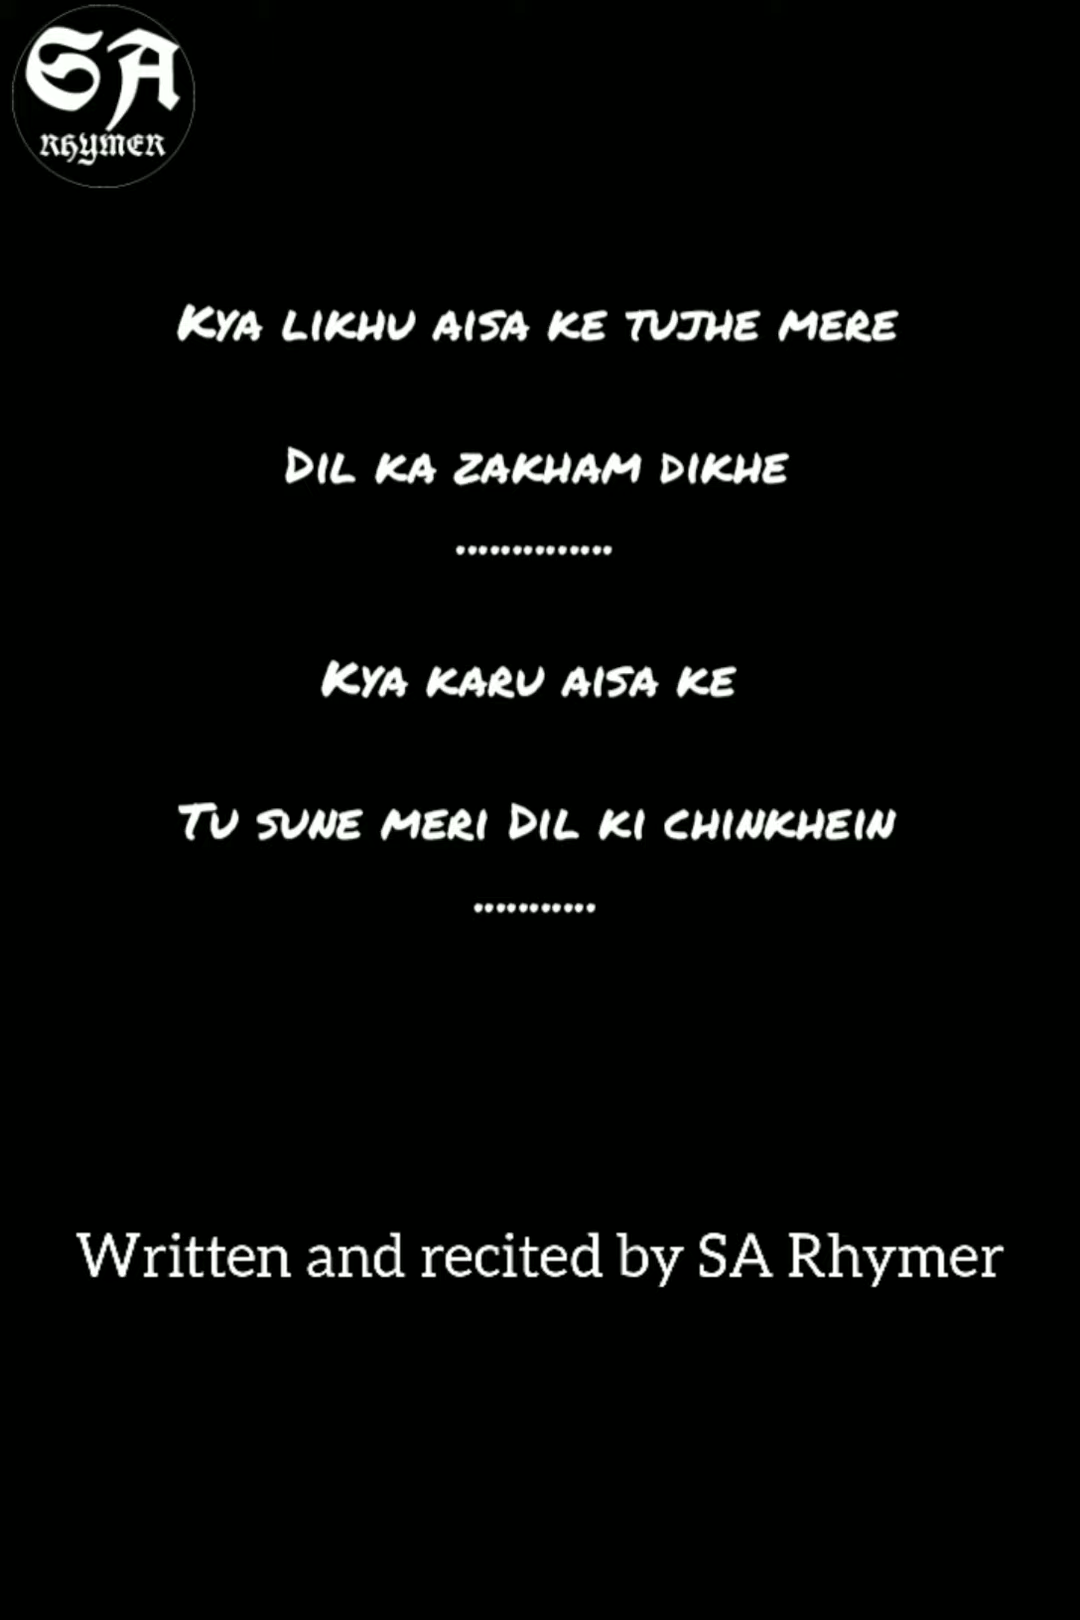 SA
RHYMER
Kya likhu aisa ke tujhe mere
Dil ka zakham dikhe
..............
Kya karu aisa ke
Tu sune meri Dil ki chinkhein
...........
Written and recited by SA Rhymer